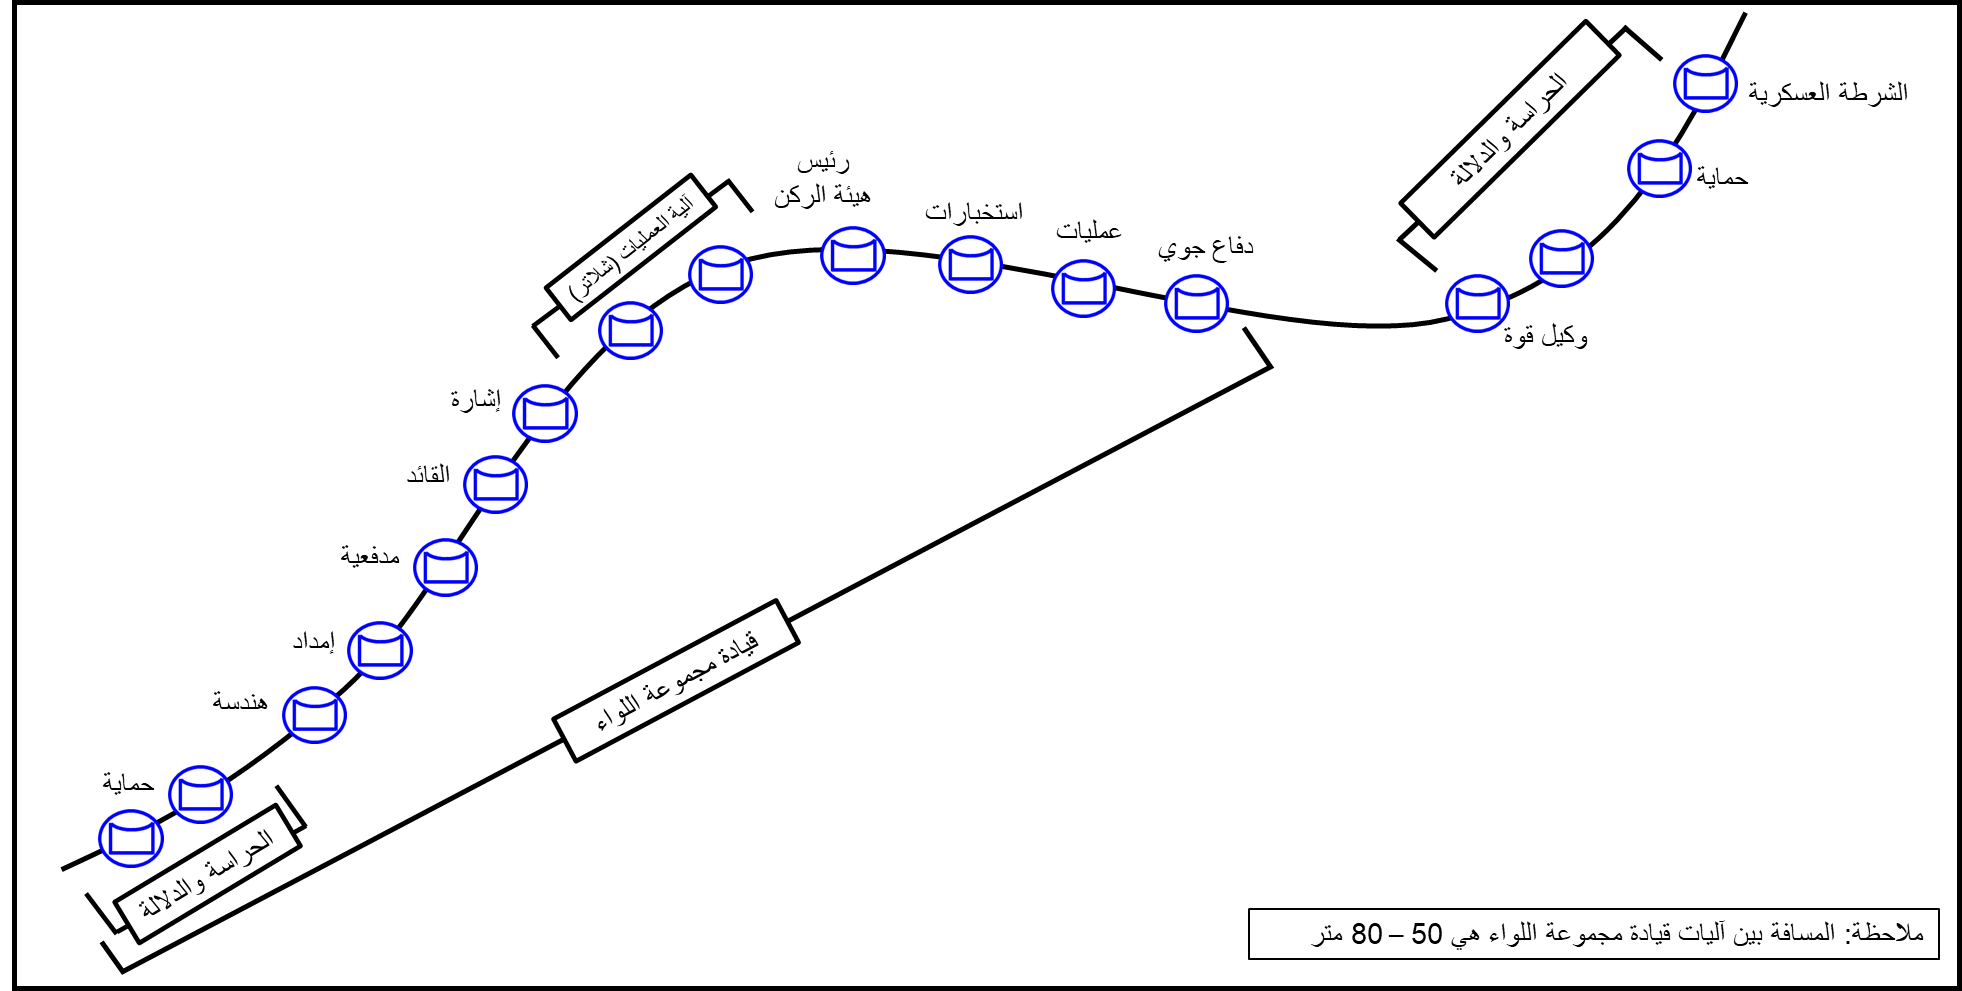 الشرطة العسكرية
حماية
الحراسة والدلالة
وكيل قوة
دفاع جوي
عمليات
استخبارات
رئيس
هيئة الركن
آلية العمليات (شلاتر)
إشارة
القائد
مدفعية
إمداد
هندسة
حماية
الحراسة والدلالة
قيادة مجموعة اللواء
ملاحظة: المسافة بين آليات قيادة مجموعة اللواء هي 50 – 80 متر